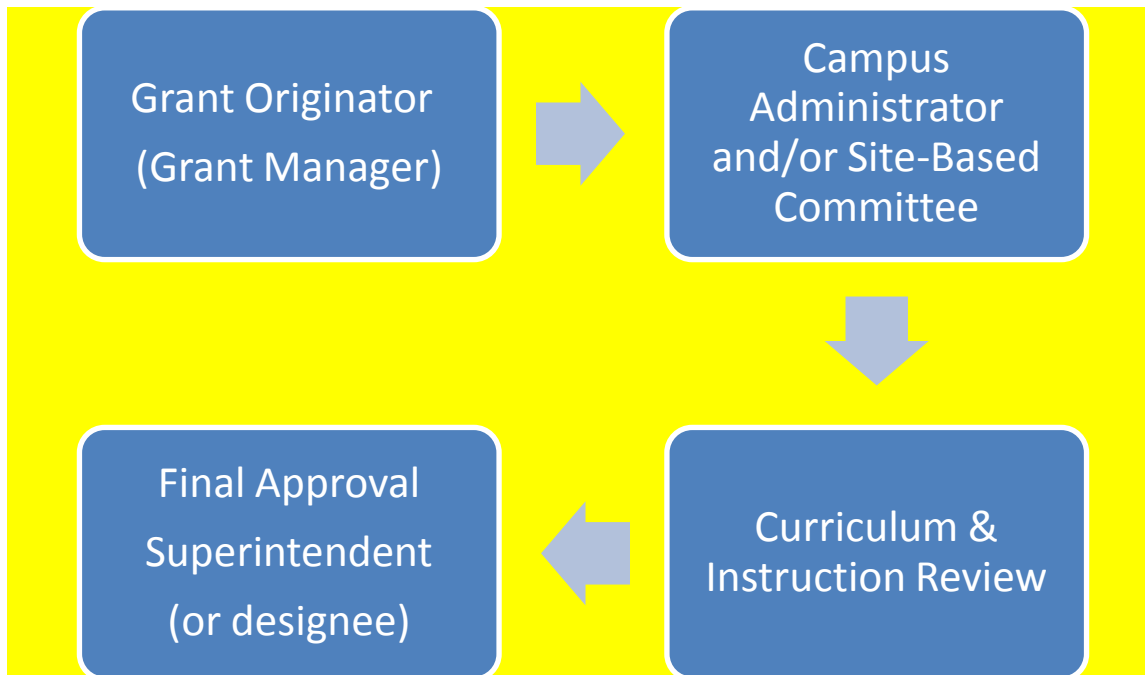 Grant Originator
(Grant Manager)
Campus
Administrator
and/or Site-Based
Committee
Curriculum &
Instruction Review
Final Approval
Superintendent
(or designee)